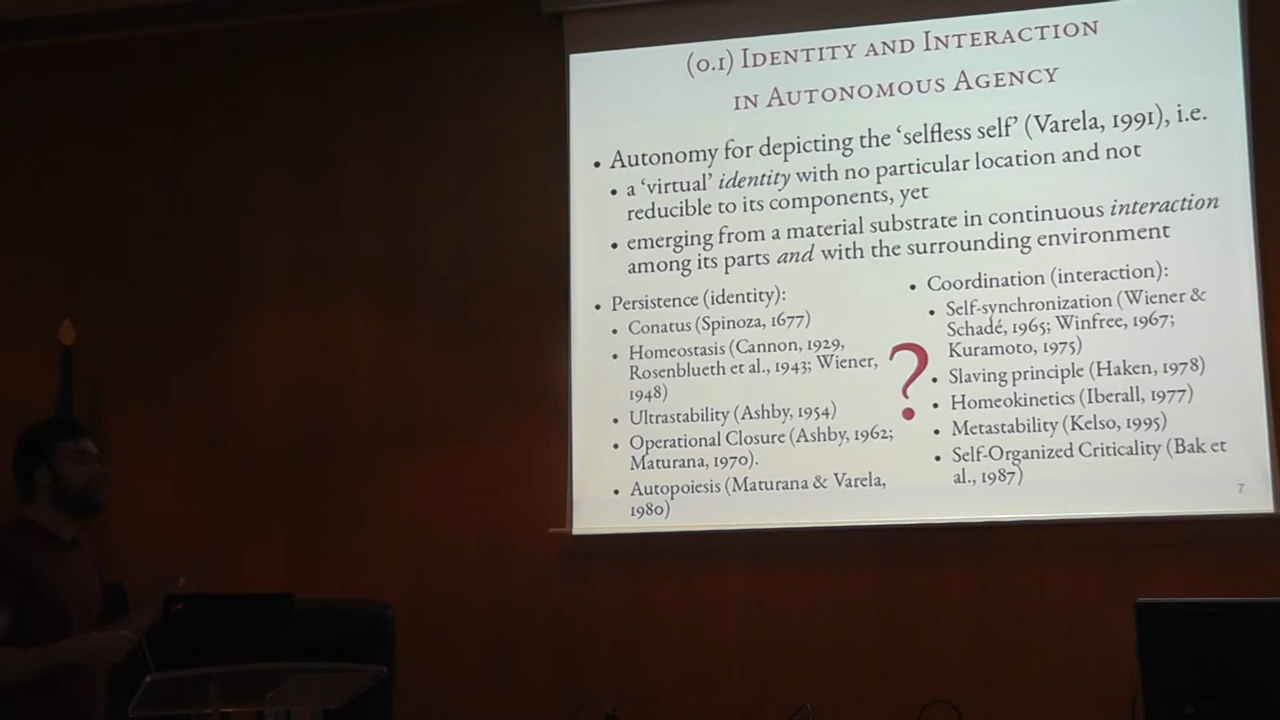 (0.1) Identity and Interaction
in Autonomous Agency
• Autonomy for depicting the ‘selfless self’ (Varela, 1991), i.e.
• a ‘virtual’ identity with no particular location and not
reducible to its components, yet
• emerging from a material substrate in continuous interaction
among its parts and with the surrounding environment
• Persistence (identity):
• Conatus (Spinoza, 1677)
• Homeostasis (Cannon, 1929,
Rosenblueth et al., 1943; Wiener,
1948)
• Ultrastability (Ashby, 1954)
• Operational Closure (Ashby, 1962;
Maturana, 1970).
• Autopoiesis (Maturana & Varela,
1980)
?
• Coordination (interaction):
• Self-synchronization (Wiener &
Schadé, 1965; Winfree, 1967;
Kuramoto, 1975)
• Slaving principle (Haken, 1978)
• Homeokinetics (Iberall, 1977)
• Metastability (Kelso, 1995)
• Self-Organized Criticality (Bak et
al., 1987)
7